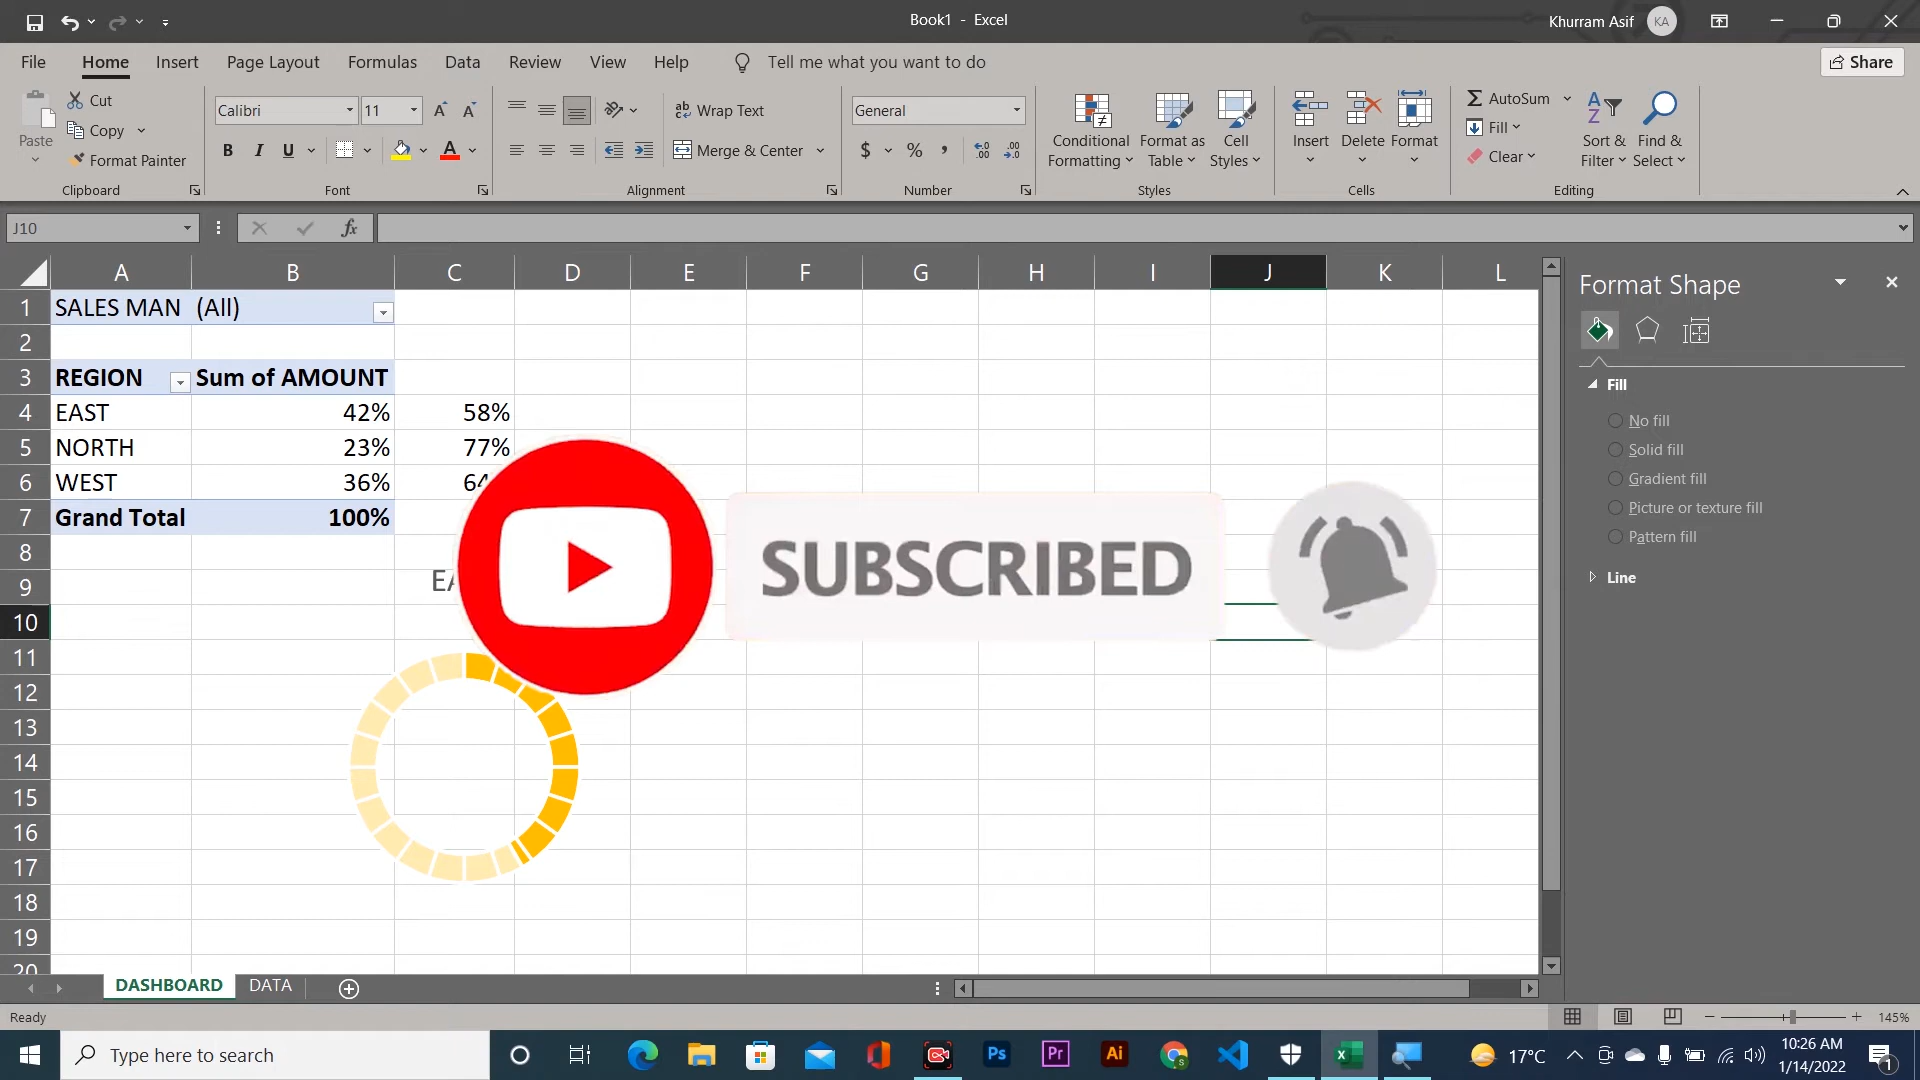 Book1 - Excel
Khurram Asif
KA
File Home Insert Page Layout Formulas Data Review View Help Tell me what you want to do
Share
Paste
Cut
Copy
Format Painter
Clipboard
Calibri 11
B I U
Font
Wrap Text
Merge & Center
Alignment
General
$ % ,
Number
Conditional Formatting
Format as Table
Cell Styles
Styles
Insert Delete Format
Cells
AutoSum
Fill
Clear
Sort & Filter
Find & Select
Editing
J10
fx
A B C D E F G H I J K L
1 SALES MAN (All)
2
3 REGION Sum of AMOUNT
4 EAST 42% 58%
5 NORTH 23% 77%
6 WEST 36%
7 Grand Total 100%
8
9
10
11
12
13
14
15
16
17
18
19
20
SUBSCRIBED
Format Shape
Fill
No fill
Solid fill
Gradient fill
Picture or texture fill
Pattern fill
Line
DASHBOARD DATA
Ready
145%
Type here to search
Ps Pr Ai
17°C
10:26 AM
1/14/2022
1